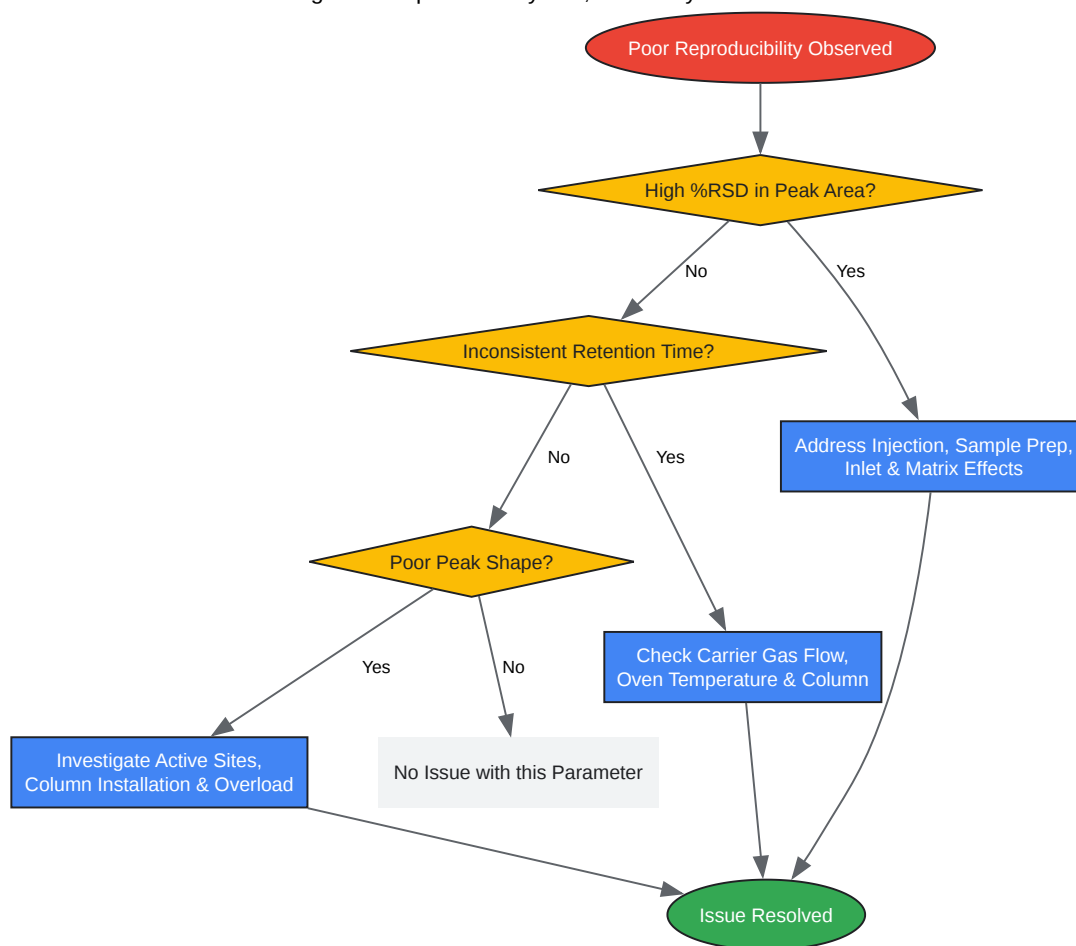 Poor Reproducibility Observed
High %RSD in Peak Area?
No
Yes
Inconsistent Retention Time?
Address Injection, Sample Prep,
Inlet & Matrix Effects
No
Yes
Poor Peak Shape?
Check Carrier Gas Flow,
Oven Temperature & Column
Yes
No
Investigate Active Sites,
Column Installation & Overload
No Issue with this Parameter
Issue Resolved